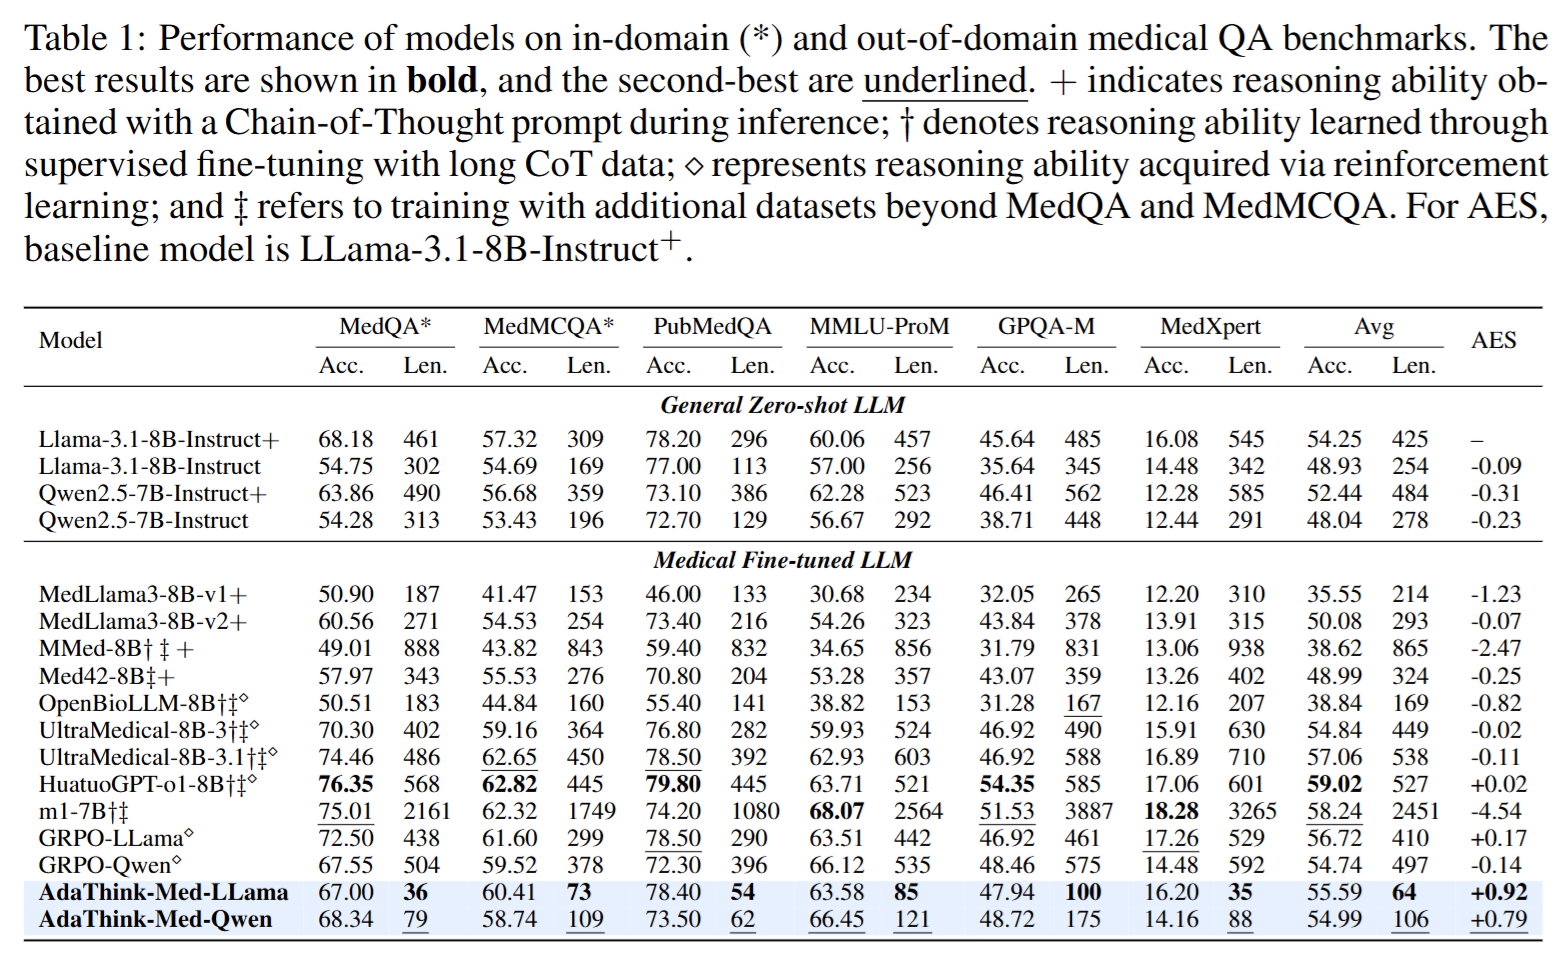 Table 1: Performance of models on in-domain (*) and out-of-domain medical QA benchmarks. The
best results are shown in bold, and the second-best are underlined. + indicates reasoning ability ob-
tained with a Chain-of-Thought prompt during inference; † denotes reasoning ability learned through
supervised fine-tuning with long CoT data; ⋄ represents reasoning ability acquired via reinforcement
learning; and ‡ refers to training with additional datasets beyond MedQA and MedMCQA. For AES,
baseline model is LLama-3.1-8B-Instruct⁺.
Model MedQA* MedMCQA* PubMedQA MMLU-ProM GPQA-M MedXpert Avg AES
Acc. Len. Acc. Len. Acc. Len. Acc. Len. Acc. Len. Acc. Len. Acc. Len.
General Zero-shot LLM
Llama-3.1-8B-Instruct+ 68.18 461 57.32 309 78.20 296 60.06 457 45.64 485 16.08 545 54.25 425 –
Llama-3.1-8B-Instruct 54.75 302 54.69 169 77.00 113 57.00 256 35.64 345 14.48 342 48.93 254 -0.09
Qwen2.5-7B-Instruct+ 63.86 490 56.68 359 73.10 386 62.28 523 46.41 562 12.28 585 52.44 484 -0.31
Qwen2.5-7B-Instruct 54.28 313 53.43 196 72.70 129 56.67 292 38.71 448 12.44 291 48.04 278 -0.23
Medical Fine-tuned LLM
MedLlama3-8B-v1+ 50.90 187 41.47 153 46.00 133 30.68 234 32.05 265 12.20 310 35.55 214 -1.23
MedLlama3-8B-v2+ 60.56 271 54.53 254 73.40 216 54.26 323 43.84 378 13.91 315 50.08 293 -0.07
MMed-8B† ‡ + 49.01 888 43.82 843 59.40 832 34.65 856 31.79 831 13.06 938 38.62 865 -2.47
Med42-8B‡+ 57.97 343 55.53 276 70.80 204 53.28 357 43.07 359 13.26 402 48.99 324 -0.25
OpenBioLLM-8B†‡⋄ 50.51 183 44.84 160 55.40 141 38.82 153 31.28 167 12.16 207 38.84 169 -0.82
UltraMedical-8B-3†‡⋄ 70.30 402 59.16 364 76.80 282 59.93 524 46.92 490 15.91 630 54.84 449 -0.02
UltraMedical-8B-3.1†‡⋄ 74.46 486 62.65 450 78.50 392 62.93 603 46.92 588 16.89 710 57.06 538 -0.11
HuatuoGPT-o1-8B†‡⋄ 76.35 568 62.82 445 79.80 445 63.71 521 54.35 585 17.06 601 59.02 527 +0.02
m1-7B†‡ 75.01 2161 62.32 1749 74.20 1080 68.07 2564 51.53 3887 18.28 3265 58.24 2451 -4.54
GRPO-LLama⋄ 72.50 438 61.60 299 78.50 290 63.51 442 46.92 461 17.26 529 56.72 410 +0.17
GRPO-Qwen⋄ 67.55 504 59.52 378 72.30 396 66.12 535 48.46 575 14.48 592 54.74 497 -0.14
AdaThink-Med-LLama 67.00 36 60.41 73 78.40 54 63.58 85 47.94 100 16.20 35 55.59 64 +0.92
AdaThink-Med-Qwen 68.34 79 58.74 109 73.50 62 66.45 121 48.72 175 14.16 88 54.99 106 +0.79